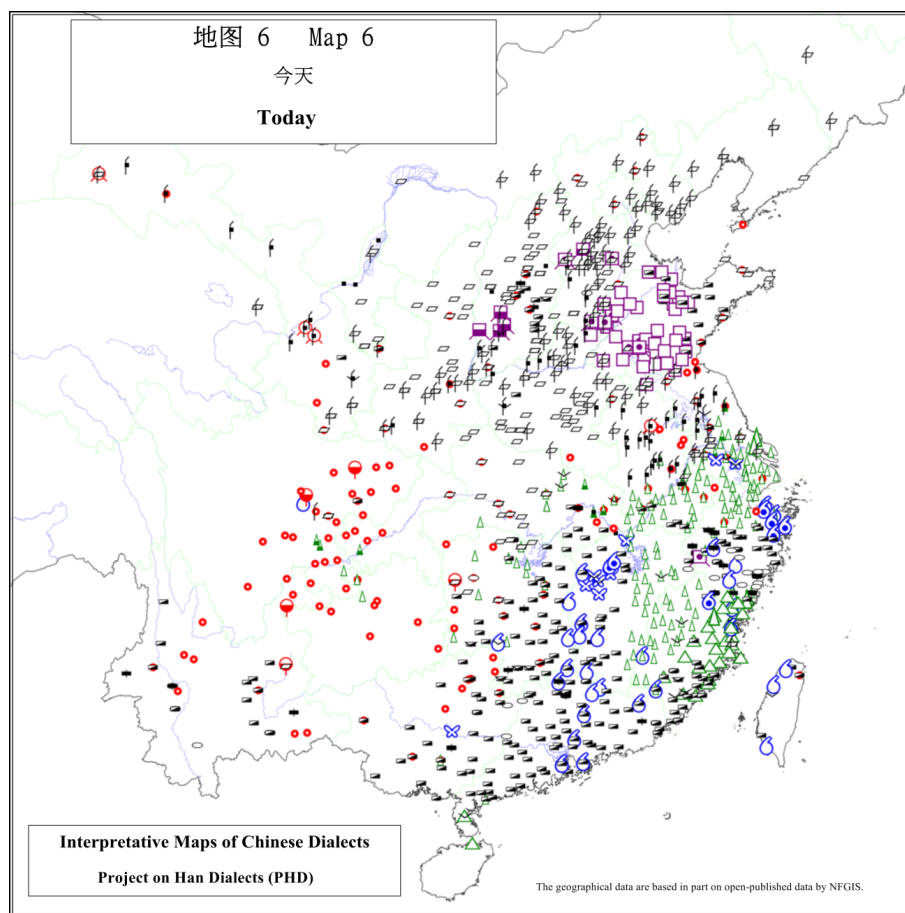 地图 6 Map 6
今天
Today
Interpretative Maps of Chinese Dialects
Project on Han Dialects (PHD)
The geographical data are based in part on open-published data by NFGIS.